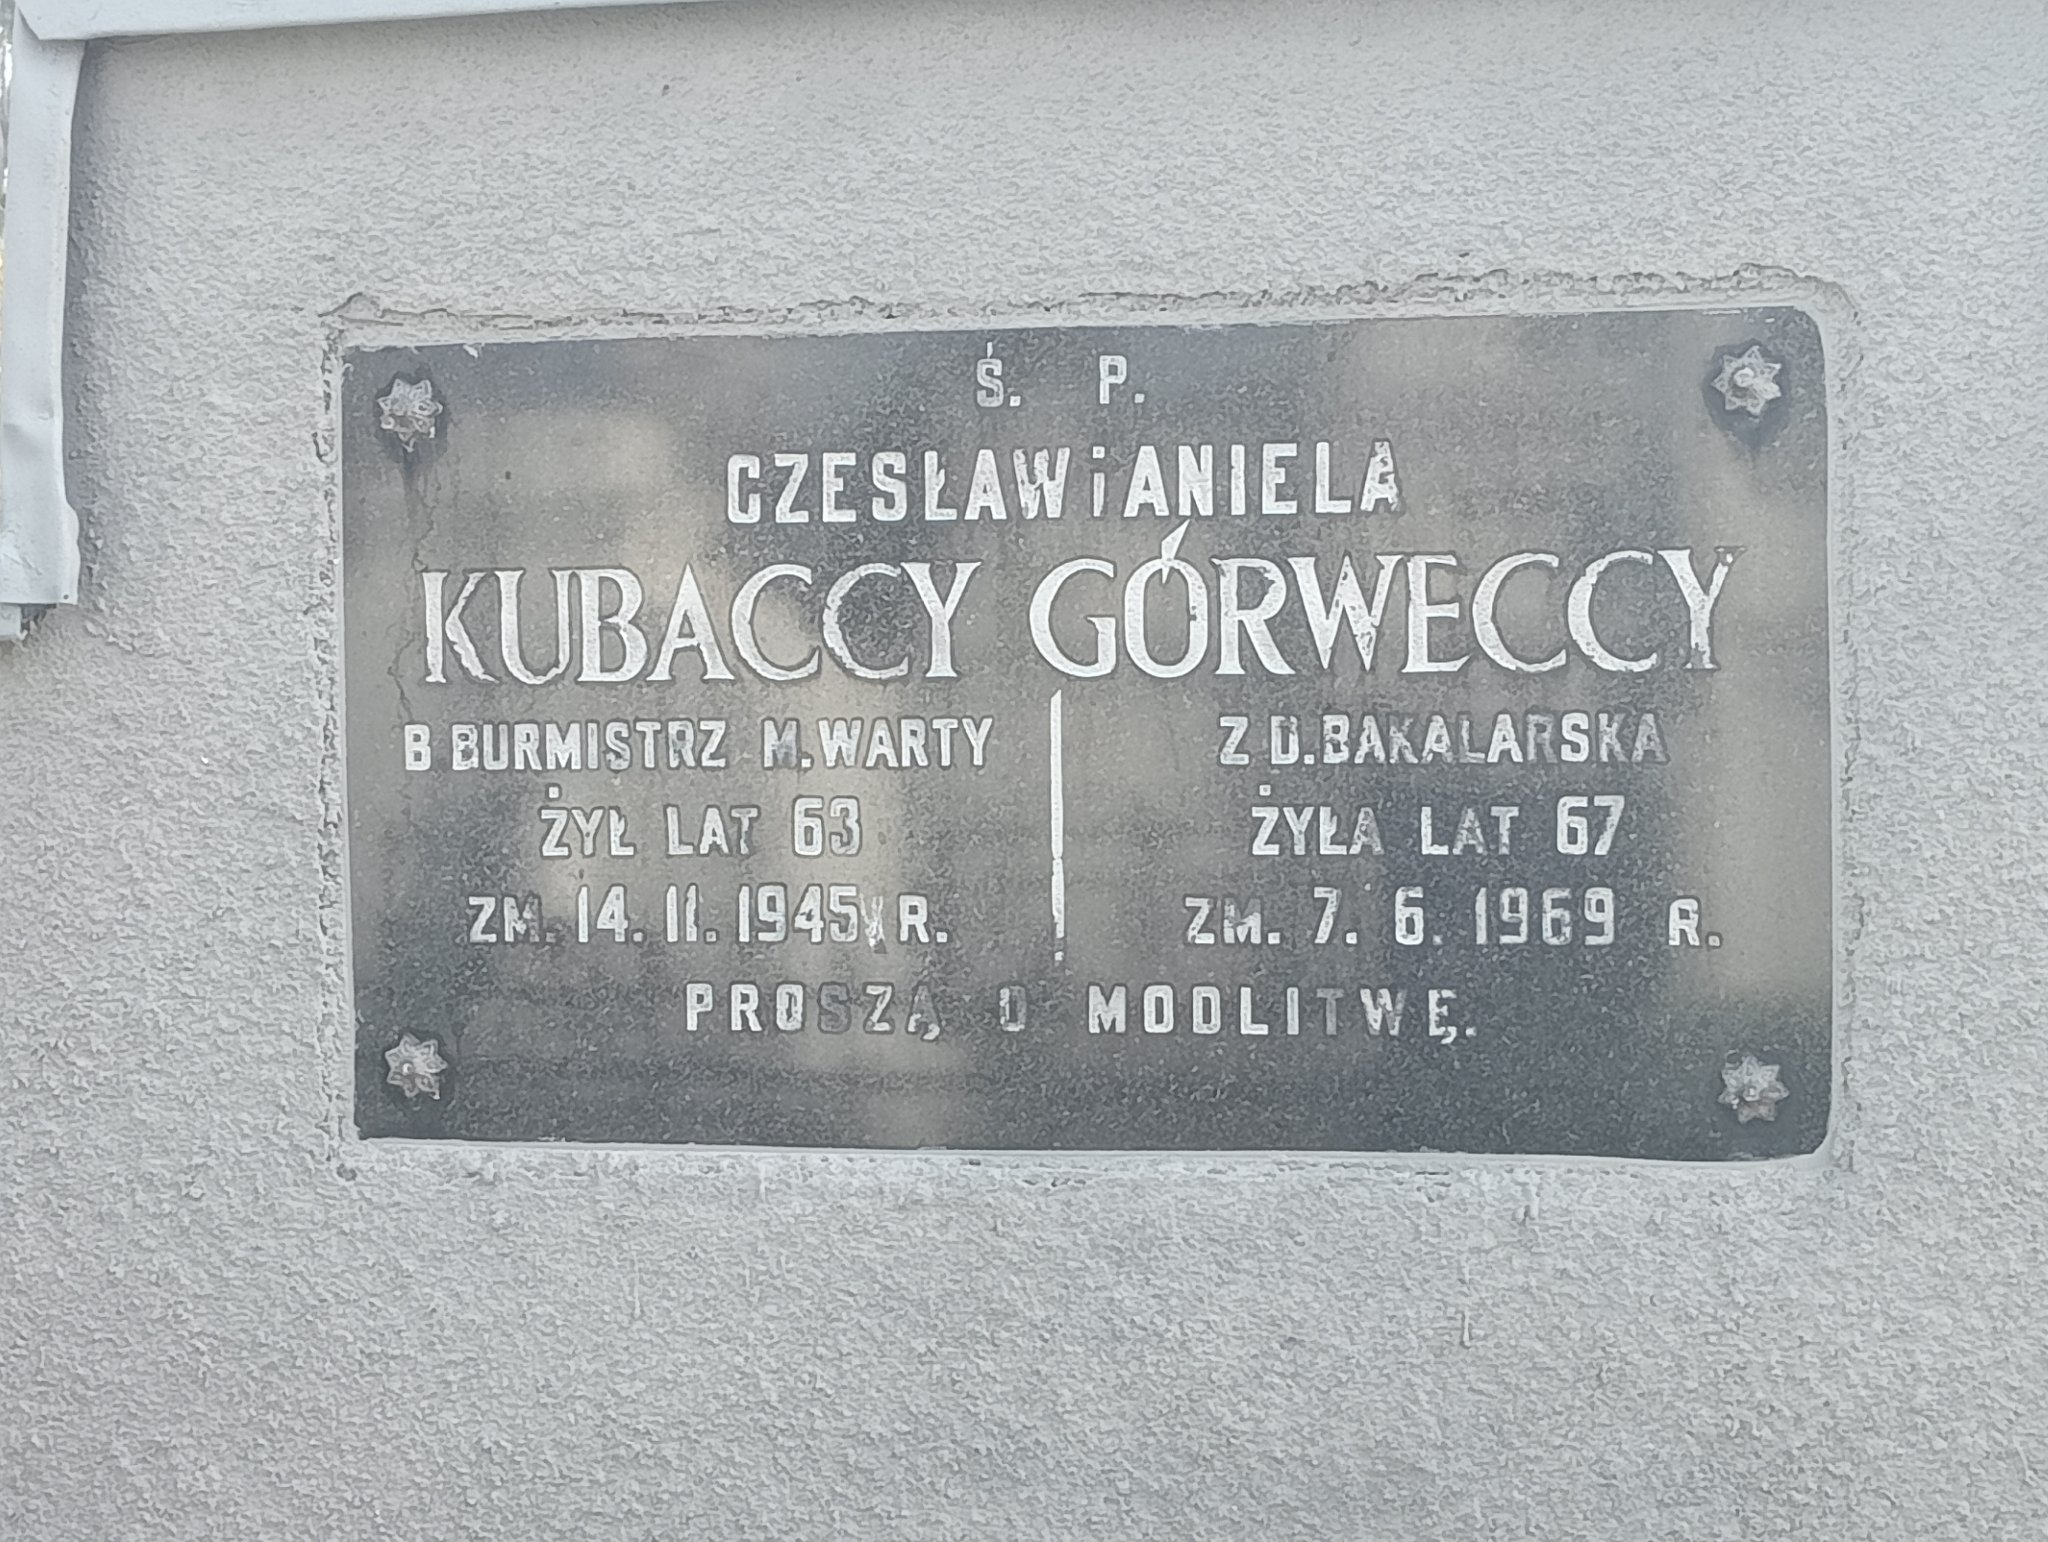 Ś. P.
CZESŁAW i ANIELA
KUBACCY GÓRWECCY
B BURMISTRZ M. WARTY
ŻYŁ LAT 63
ZM. 14. 11. 1945 R.
Z D. BAKALARSKA
ŻYŁA LAT 67
ZM. 7. 6. 1969 R.
PROSZĄ O MODLITWĘ.